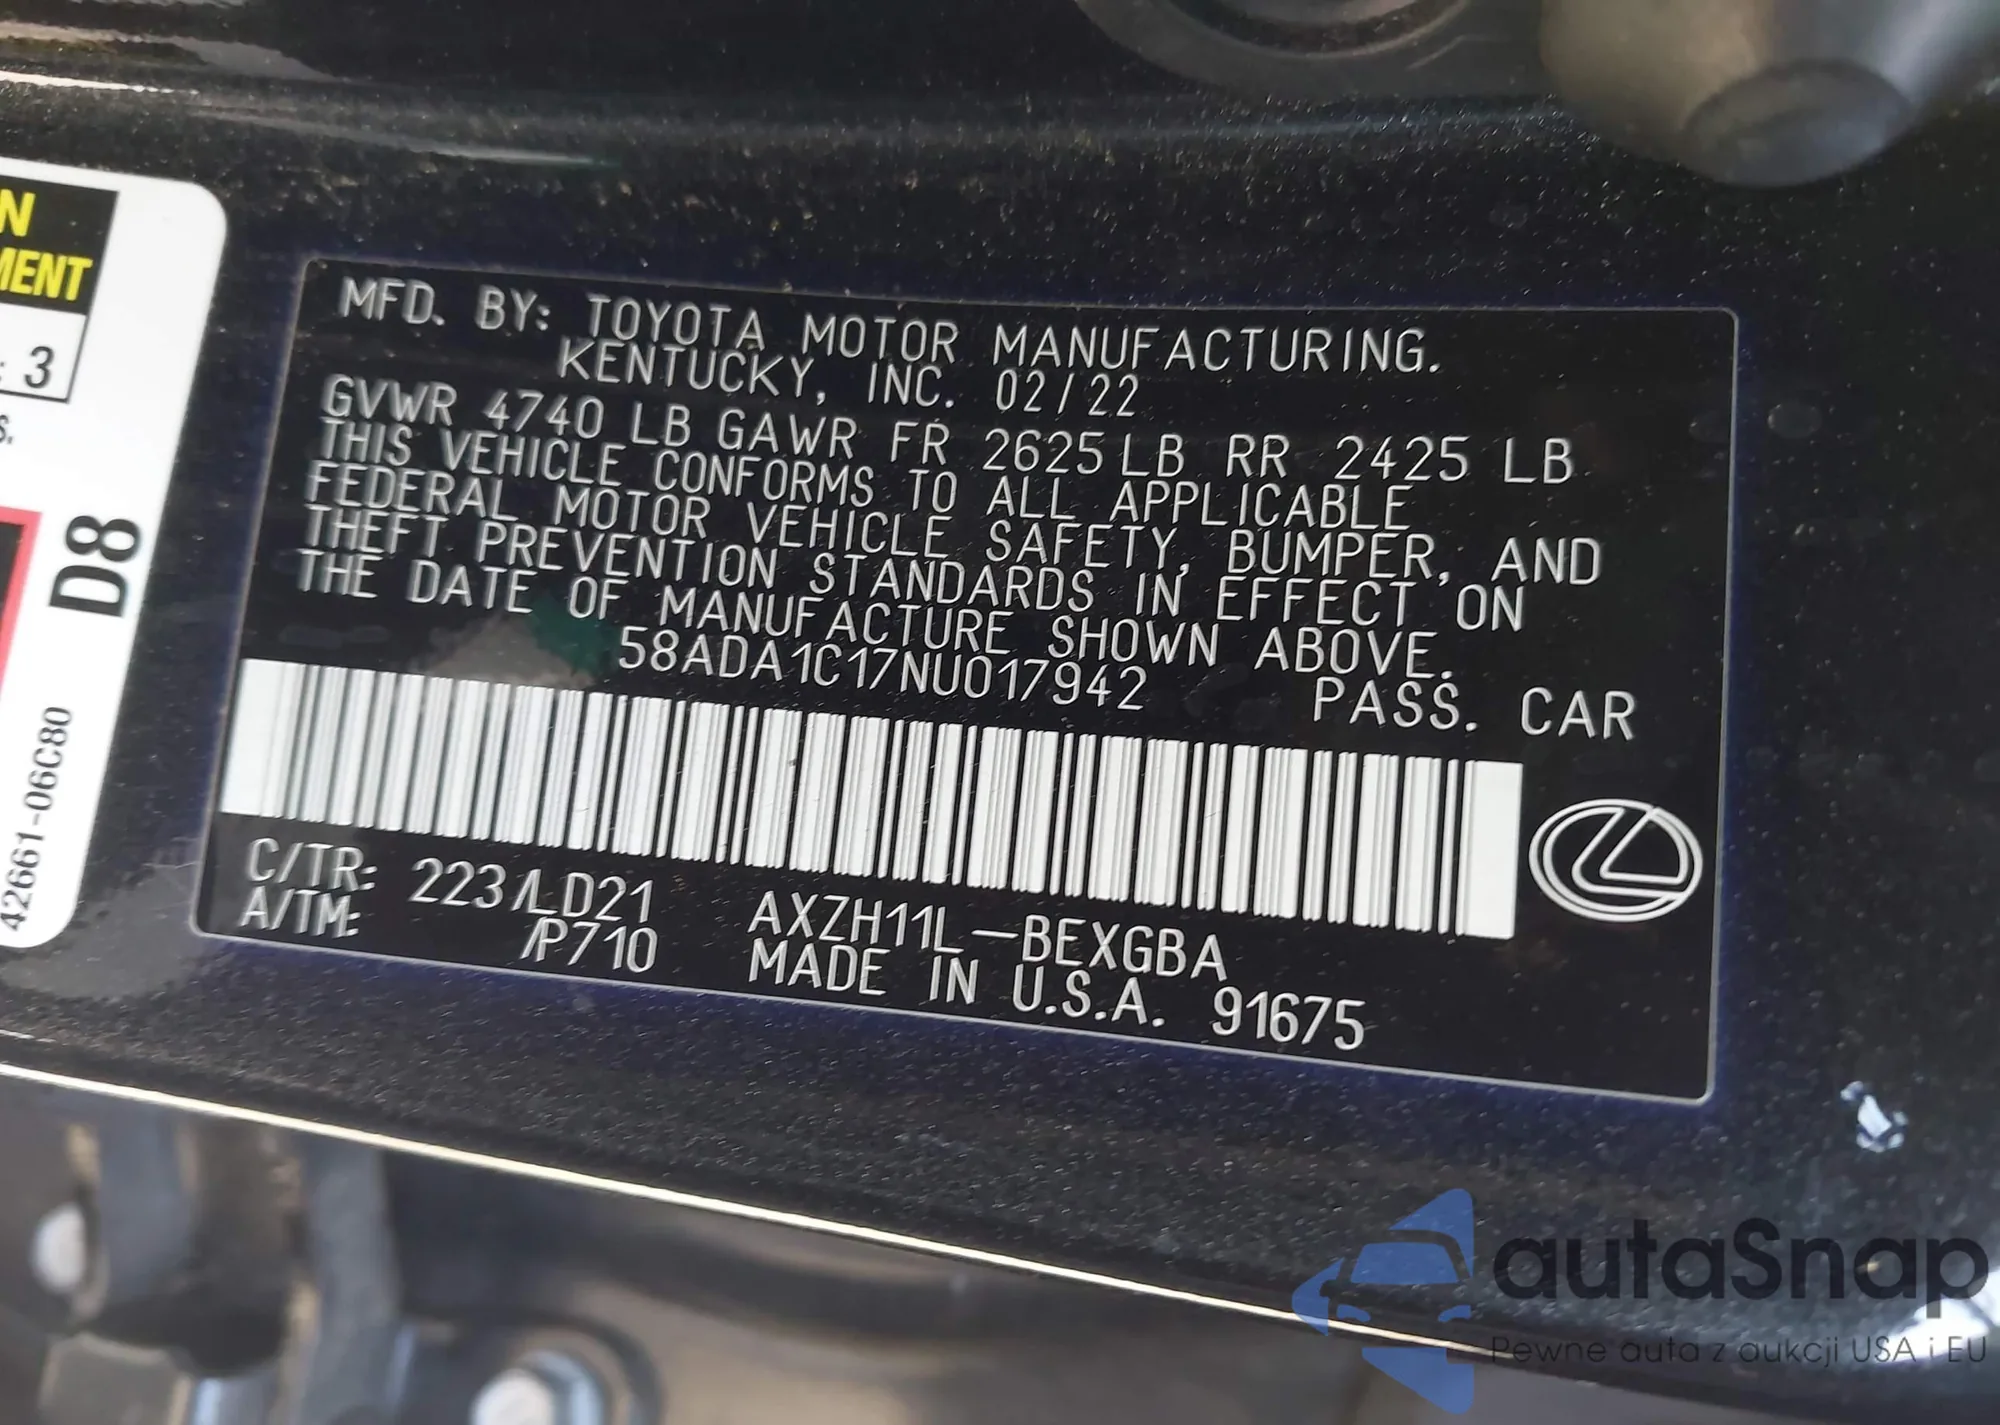 N
MENT
: 3
S.
D8
42661-06C80
MFD. BY: TOYOTA MOTOR MANUFACTURING.
KENTUCKY, INC. 02/22
GVWR 4740 LB GAWR FR 2625 LB RR 2425 LB
THIS VEHICLE CONFORMS TO ALL APPLICABLE
FEDERAL MOTOR VEHICLE SAFETY, BUMPER, AND
THEFT PREVENTION STANDARDS IN EFFECT ON
THE DATE OF MANUFACTURE SHOWN ABOVE.
58ADA1C17NU017942 PASS. CAR
C/TR: 223/LD21 AXZH11L-BEXGBA
A/TM: /P710 MADE IN U.S.A. 91675
autaSnap
Pewne auta z aukcji USA i EU